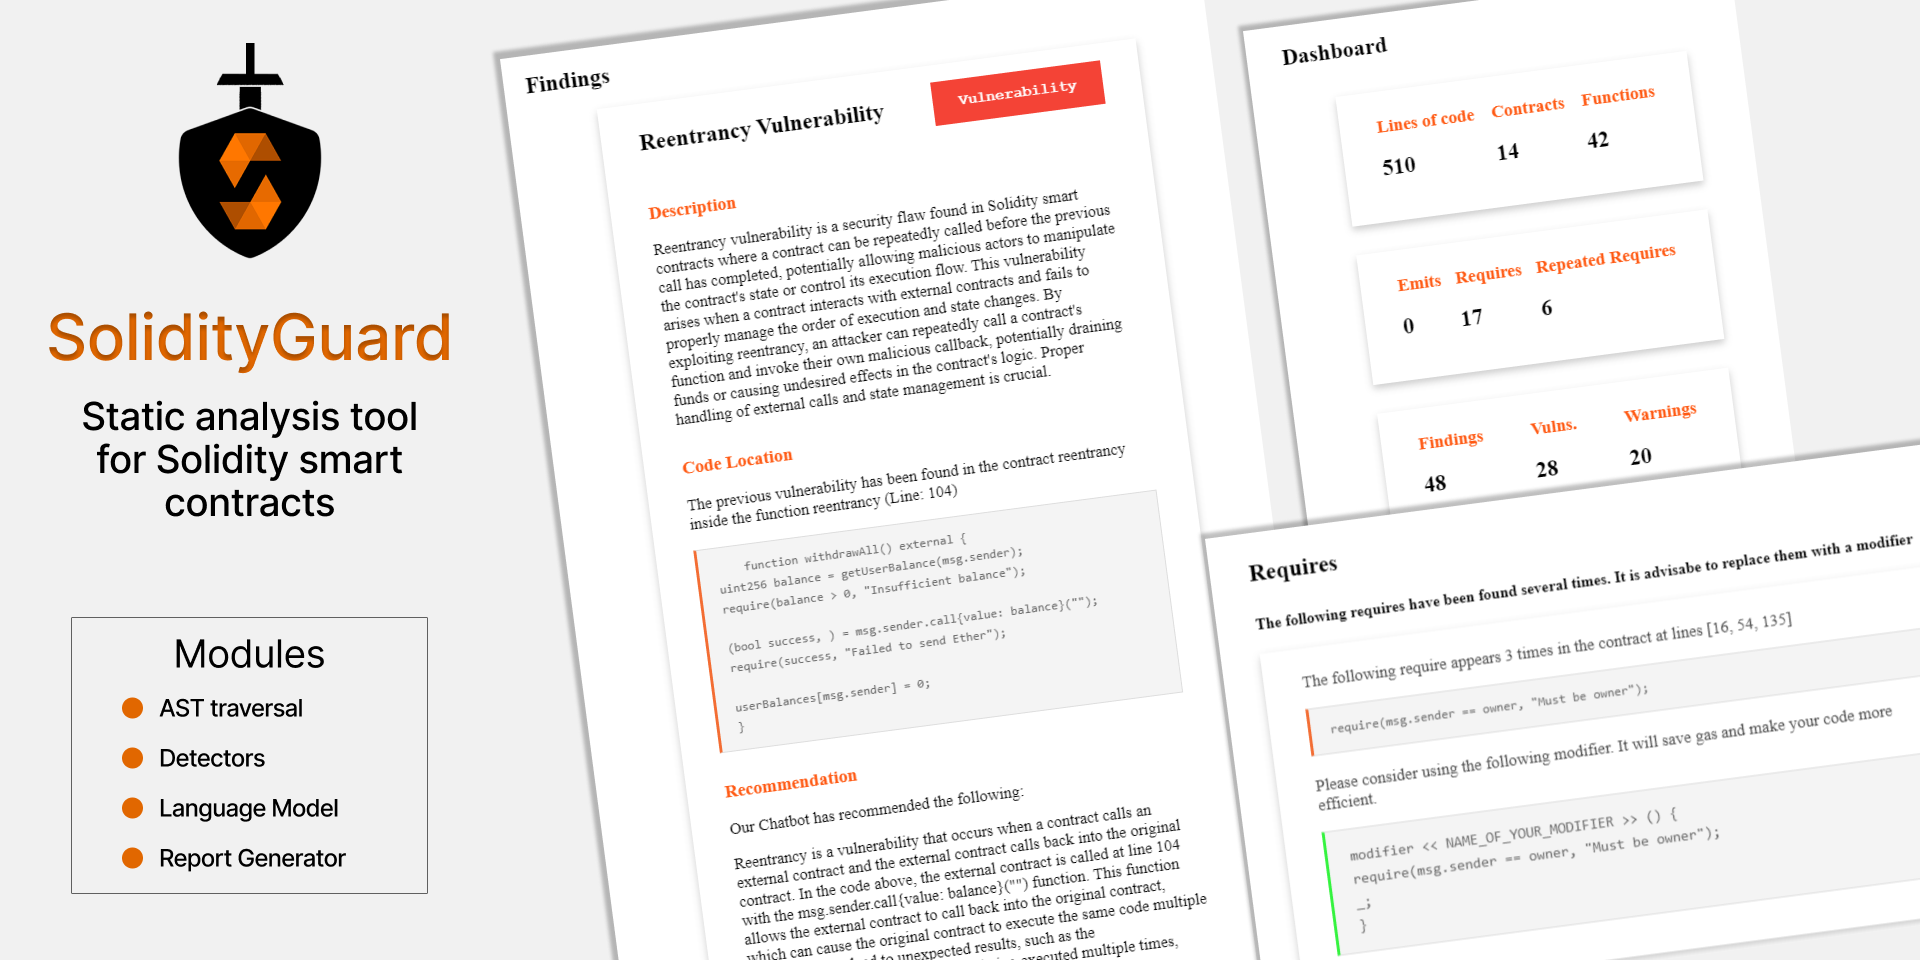 SolidityGuard
Static analysis tool
for Solidity smart
contracts
Modules
AST traversal
Detectors
Language Model
Report Generator
Findings
Reentrancy Vulnerability
Vulnerability
Description
Reentrancy vulnerability is a security flaw found in Solidity smart
contracts where a contract can be repeatedly called before the previous
call has completed, potentially allowing malicious actors to manipulate
the contract's state or control its execution flow. This vulnerability
arises when a contract interacts with external contracts and fails to
properly manage the order of execution and state changes. By
exploiting reentrancy, an attacker can repeatedly call a contract's
function and invoke their own malicious callback, potentially draining
funds or causing undesired effects in the contract's logic. Proper
handling of external calls and state management is crucial.
Code Location
The previous vulnerability has been found in the contract reentrancy
inside the function reentrancy (Line: 104)
function withdrawAll() external {
uint256 balance = getUserBalance(msg.sender);
require(balance > 0, "Insufficient balance");
(bool success, ) = msg.sender.call{value: balance}("");
require(success, "Failed to send Ether");
userBalances[msg.sender] = 0;
}
Recommendation
Our Chatbot has recommended the following:
Reentrancy is a vulnerability that occurs when a contract calls an
external contract and the external contract calls back into the original
contract. In the code above, the external contract is called at line 104
with the msg.sender.call{value: balance}("") function. This function
allows the external contract to call back into the original contract,
which can cause the original contract to execute the same code multiple
to unexpected results, such as the
executed multiple times,
Dashboard
Lines of code Contracts Functions
510 14 42
Emits Requires Repeated Requires
0 17 6
Findings Vulns. Warnings
48 28 20
Requires
The following requires have been found several times. It is advisabe to replace them with a modifier
The following require appears 3 times in the contract at lines [16, 54, 135]
require(msg.sender == owner, "Must be owner");
Please consider using the following modifier. It will save gas and make your code more
efficient.
modifier << NAME_OF_YOUR_MODIFIER >> () {
require(msg.sender == owner, "Must be owner");
_;
}